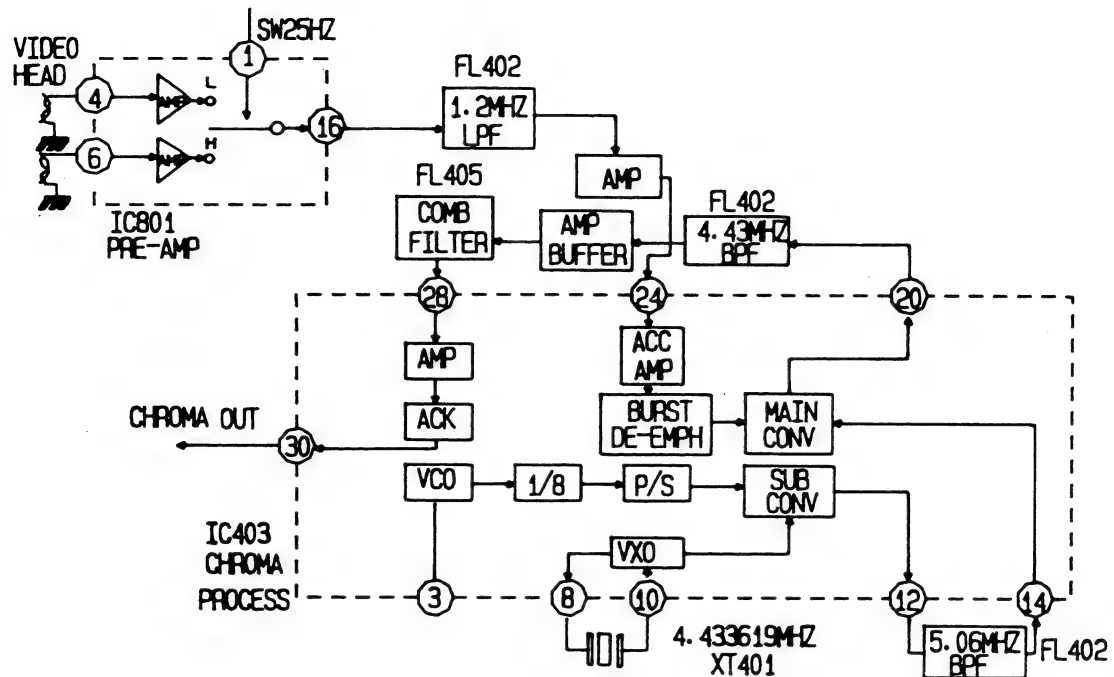 SW25HZ
VIDEO
HEAD
1
4
AMP
L
6
AMP
H
16
IC801
PRE-AMP
FL402
1.2MHZ
LPF
AMP
FL405
COMB
FILTER
AMP
BUFFER
FL402
4.43MHZ
BPF
28
24
20
AMP
ACK
ACC
AMP
BURST
DE-EMPH
MAIN
CONV
CHROMA OUT
30
VCO
1/8
P/S
SUB
CONV
VXO
IC403
CHROMA
PROCESS
3
8
10
12
14
4.433619MHZ
XT401
5.06MHZ
BPF
FL402